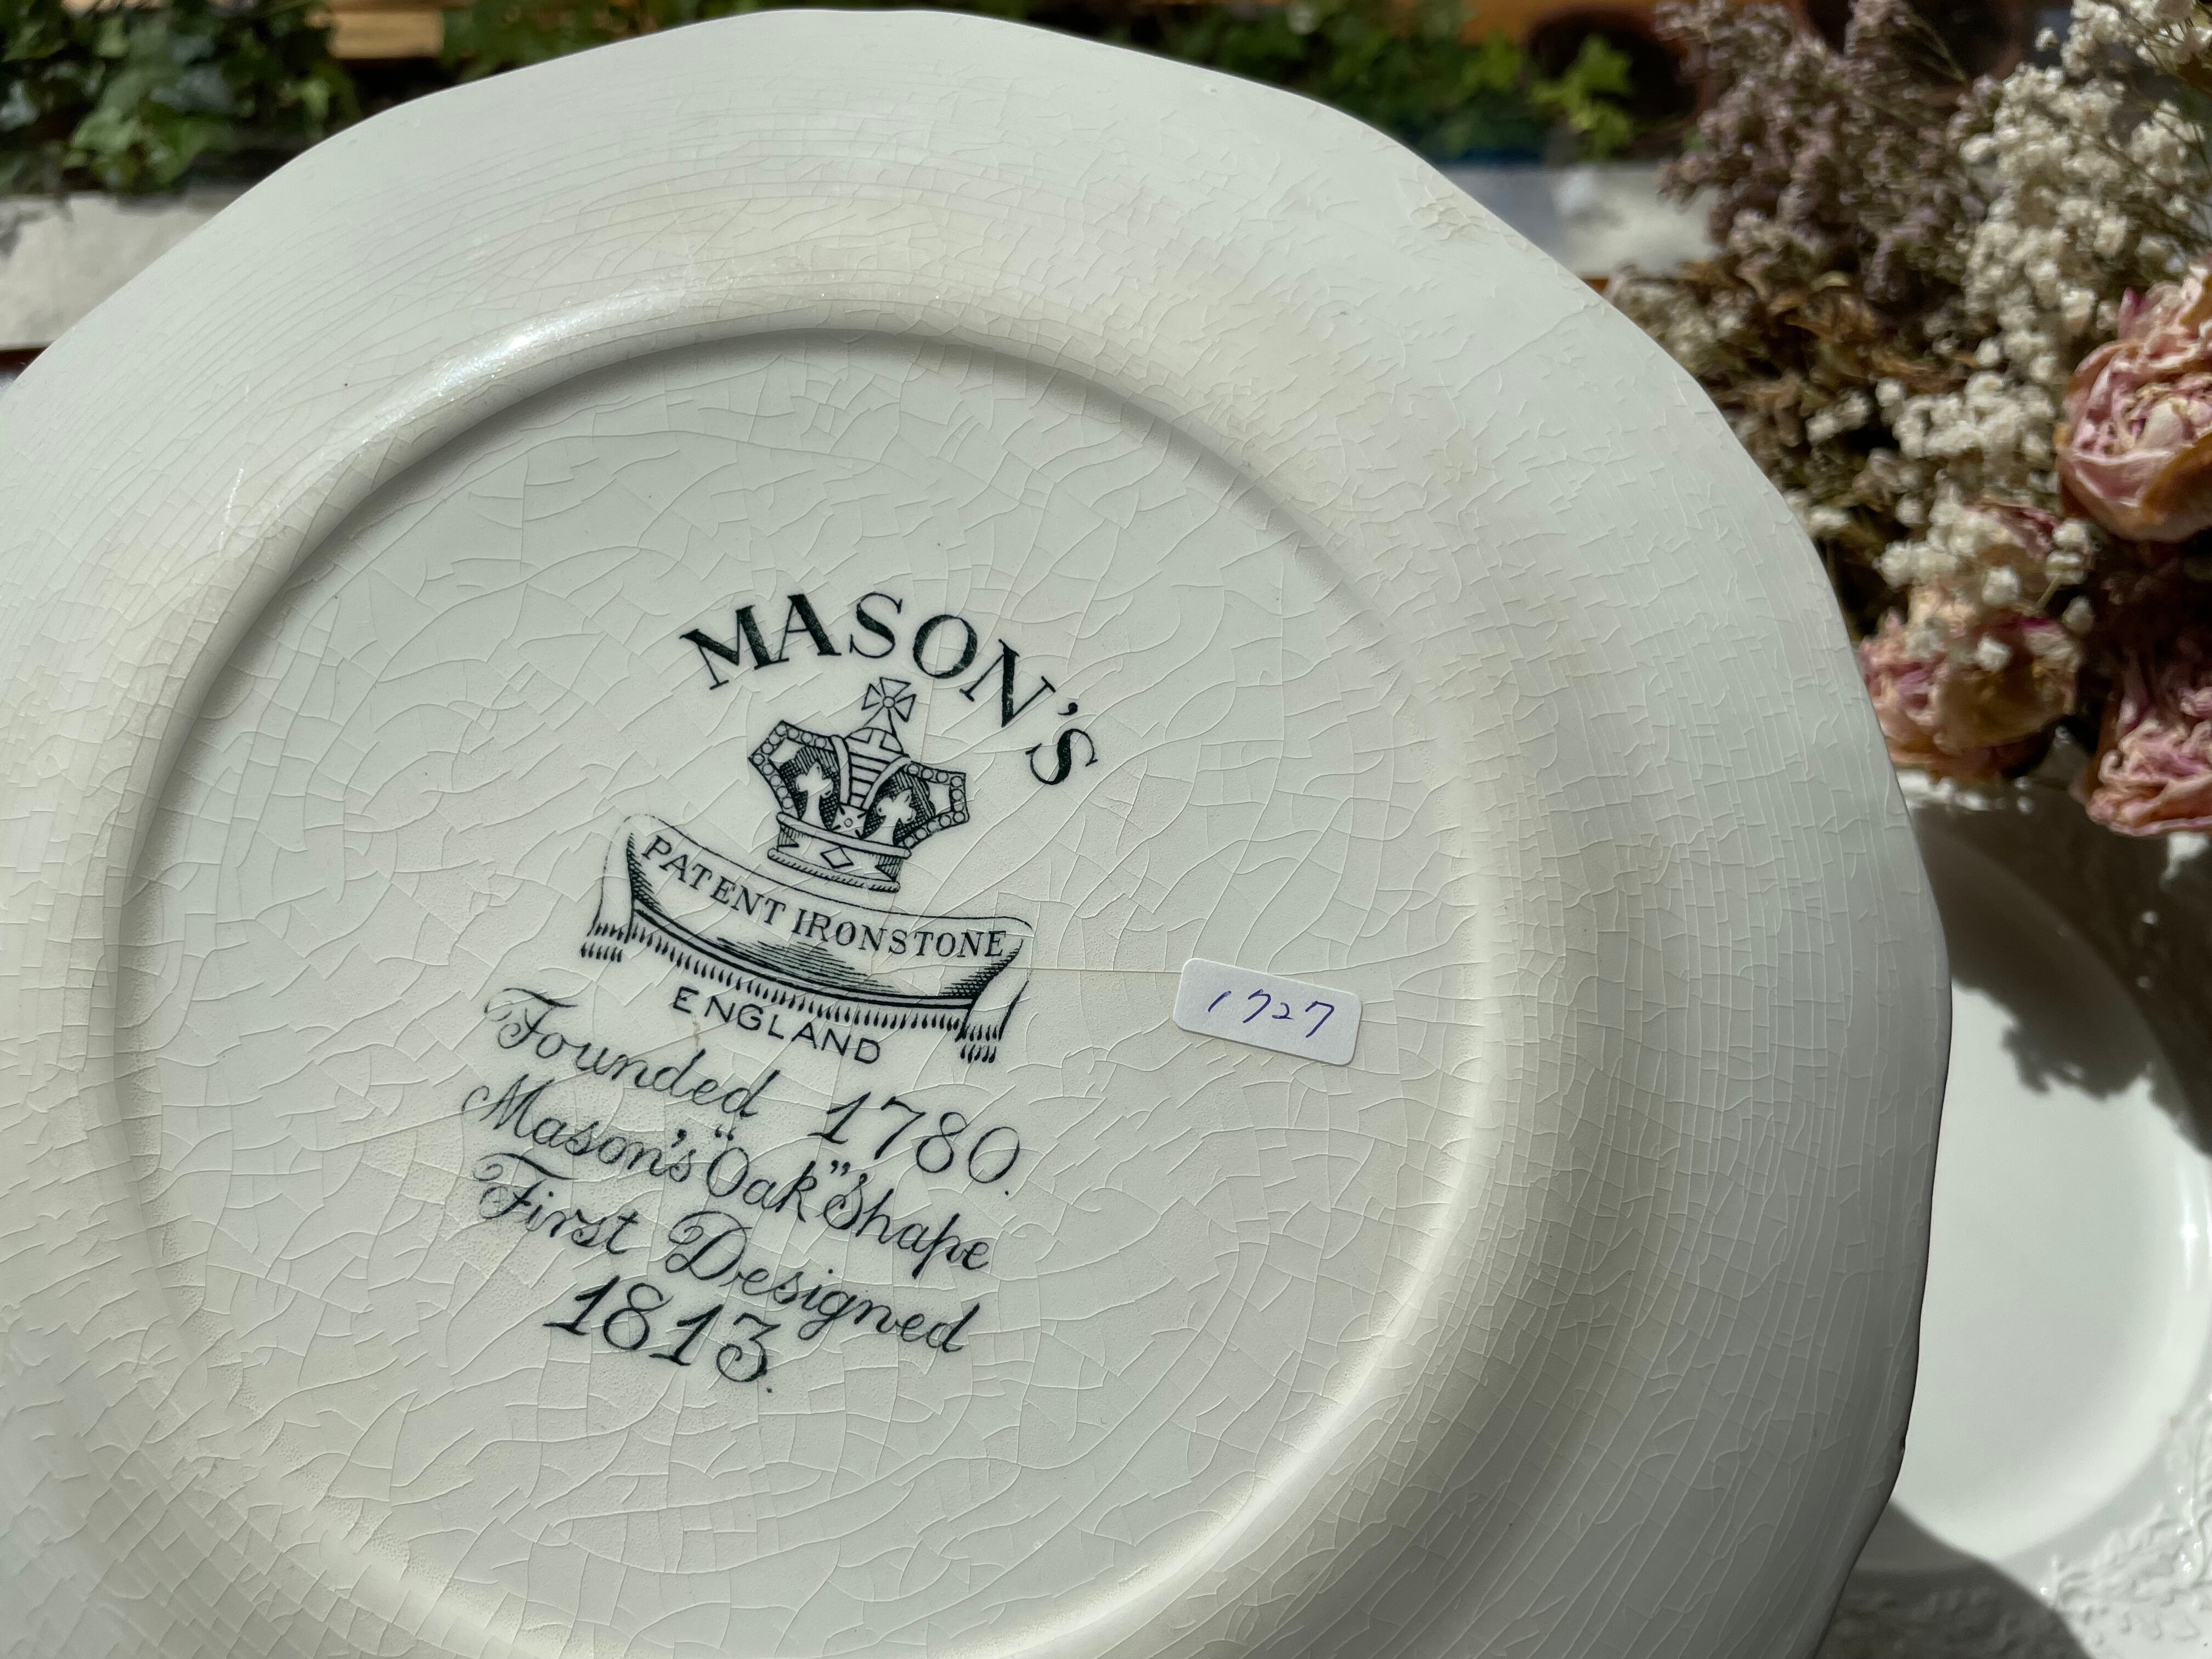 MASON'S
PATENT IRONSTONE
ENGLAND
Founded 1780.
Mason's "Oak" Shape
First Designed
1813.
1727